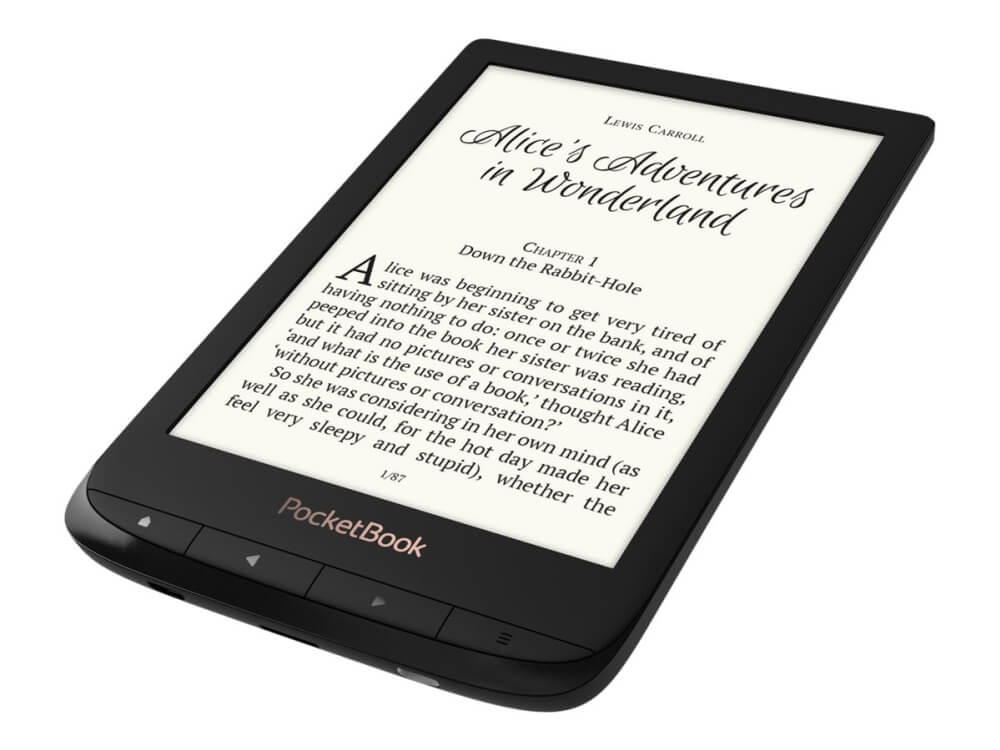 Lewis Carroll
Alice's Adventures
in Wonderland
Chapter 1
Down the Rabbit-Hole
Alice was beginning to get very tired of
sitting by her sister on the bank, and of
having nothing to do: once or twice she had
peeped into the book her sister was reading,
but it had no pictures or conversations in it,
‘and what is the use of a book,’ thought Alice
‘without pictures or conversation?’
So she was considering in her own mind (as
well as she could, for the hot day made her
feel very sleepy and stupid), whether the
1/87
PocketBook